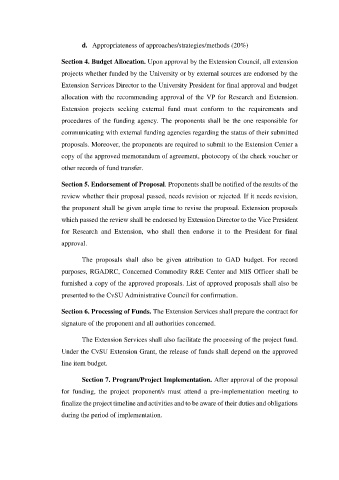 d. Appropriateness of approaches/strategies/methods (20%)
Section 4. Budget Allocation. Upon approval by the Extension Council, all extension
projects whether funded by the University or by external sources are endorsed by the
Extension Services Director to the University President for final approval and budget
allocation with the recommending approval of the VP for Research and Extension.
Extension projects seeking external fund must conform to the requirements and
procedures of the funding agency. The proponents shall be the one responsible for
communicating with external funding agencies regarding the status of their submitted
proposals. Moreover, the proponents are required to submit to the Extension Center a
copy of the approved memorandum of agreement, photocopy of the check voucher or
other records of fund transfer.
Section 5. Endorsement of Proposal. Proponents shall be notified of the results of the
review whether their proposal passed, needs revision or rejected. If it needs revision,
the proponent shall be given ample time to revise the proposal. Extension proposals
which passed the review shall be endorsed by Extension Director to the Vice President
for Research and Extension, who shall then endorse it to the President for final
approval.
The proposals shall also be given attribution to GAD budget. For record
purposes, RGADRC, Concerned Commodity R&E Center and MIS Officer shall be
furnished a copy of the approved proposals. List of approved proposals shall also be
presented to the CvSU Administrative Council for confirmation.
Section 6. Processing of Funds. The Extension Services shall prepare the contract for
signature of the proponent and all authorities concerned.
The Extension Services shall also facilitate the processing of the project fund.
Under the CvSU Extension Grant, the release of funds shall depend on the approved
line item budget.
Section 7. Program/Project Implementation. After approval of the proposal
for funding, the project proponent/s must attend a pre-implementation meeting to
finalize the project timeline and activities and to be aware of their duties and obligations
during the period of implementation.